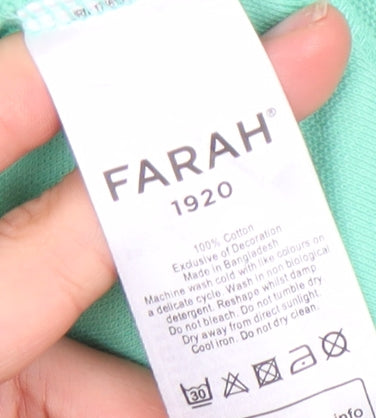 FARAH®
1920
100% Cotton
Exclusive of Decoration
Made in Bangladesh
Machine wash cold with like colours on
a delicate cycle. Wash in non biological
detergent. Reshape whilst damp
Do not bleach. Do not tumble dry
Dry away from direct sunlight.
Cool iron. Do not dry clean.
30
info